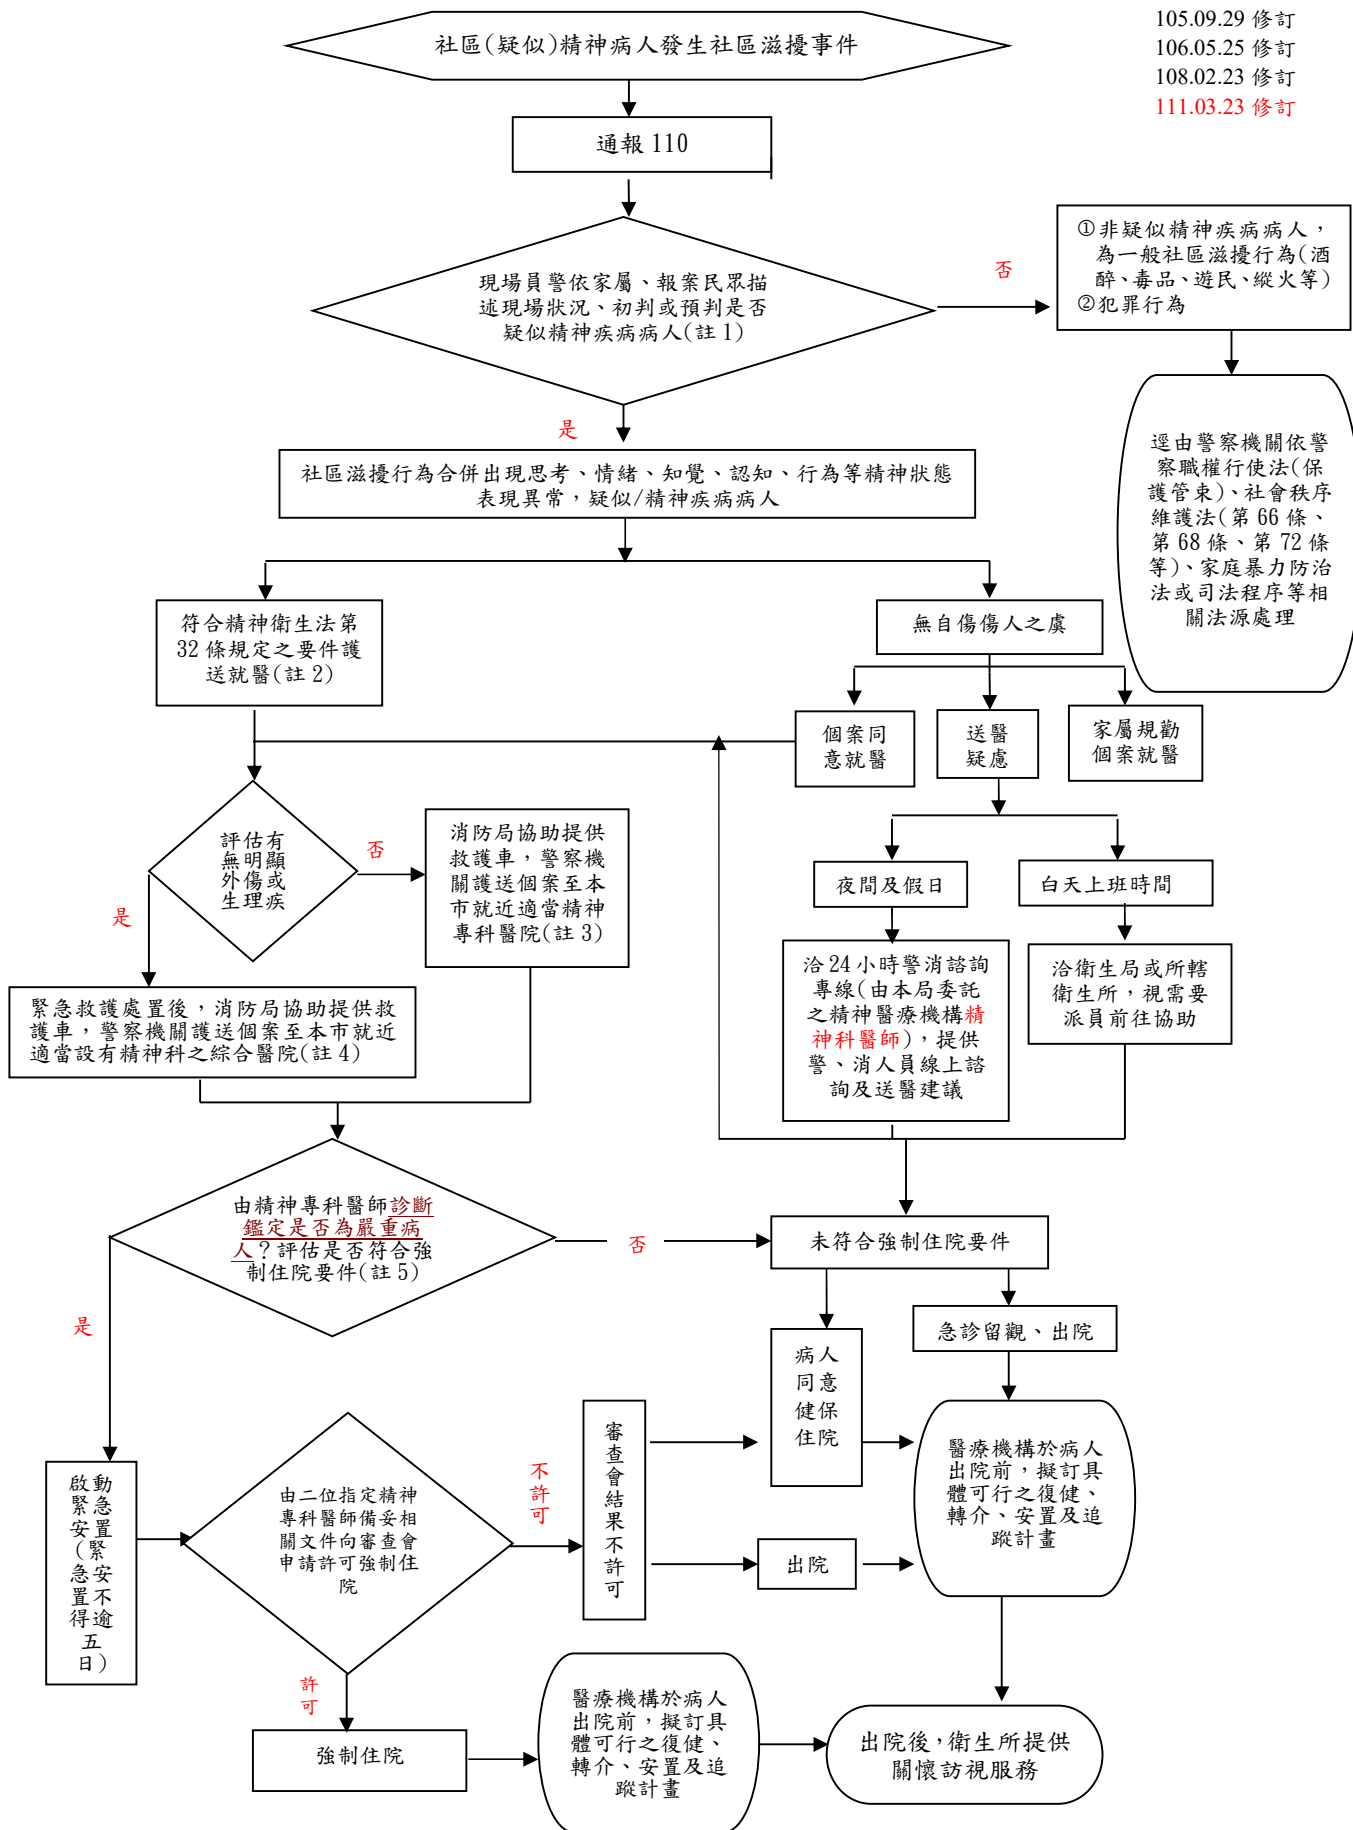 105.09.29 修訂
106.05.25 修訂
108.02.23 修訂
111.03.23 修訂
社區(疑似)精神病人發生社區滋擾事件
通報 110
現場員警依家屬、報案民眾描
述現場狀況、初判或預判是否
疑似精神疾病病人(註 1)
否
①非疑似精神疾病病人，
為一般社區滋擾行為(酒
醉、毒品、遊民、縱火等)
②犯罪行為
逕由警察機關依警
察職權行使法(保
護管束)、社會秩序
維護法(第 66 條、
第 68 條、第 72 條
等)、家庭暴力防治
法或司法程序等相
關法源處理
是
社區滋擾行為合併出現思考、情緒、知覺、認知、行為等精神狀態
表現異常，疑似/精神疾病病人
符合精神衛生法第
32 條規定之要件護
送就醫(註 2)
無自傷傷人之虞
個案同
意就醫
送醫
疑慮
家屬規勸
個案就醫
評估有
無明顯
外傷或
生理疾
否
是
消防局協助提供
救護車，警察機
關護送個案至本
市就近適當精神
專科醫院(註 3)
夜間及假日
白天上班時間
洽 24 小時警消諮詢
專線(由本局委託
之精神醫療機構精
神科醫師)，提供
警、消人員線上諮
詢及送醫建議
洽衛生局或所轄
衛生所，視需要
派員前往協助
緊急救護處置後，消防局協助提供救
護車，警察機關護送個案至本市就近
適當設有精神科之綜合醫院(註 4)
由精神專科醫師診斷
鑑定是否為嚴重病
人？評估是否符合強
制住院要件(註 5)
否
是
未符合強制住院要件
急診留觀、出院
病人
同意
健保
住院
啟動
緊急
安置
(緊
急安
置不
得逾
五
日)
由二位指定精神
專科醫師備妥相
關文件向審查會
申請許可強制住
院
不
許
可
審
查
會
結
果
不
許
可
出院
醫療機構於病人
出院前，擬訂具
體可行之復健、
轉介、安置及追
蹤計畫
許
可
強制住院
醫療機構於病人
出院前，擬訂具
體可行之復健、
轉介、安置及追
蹤計畫
出院後，衛生所提供
關懷訪視服務